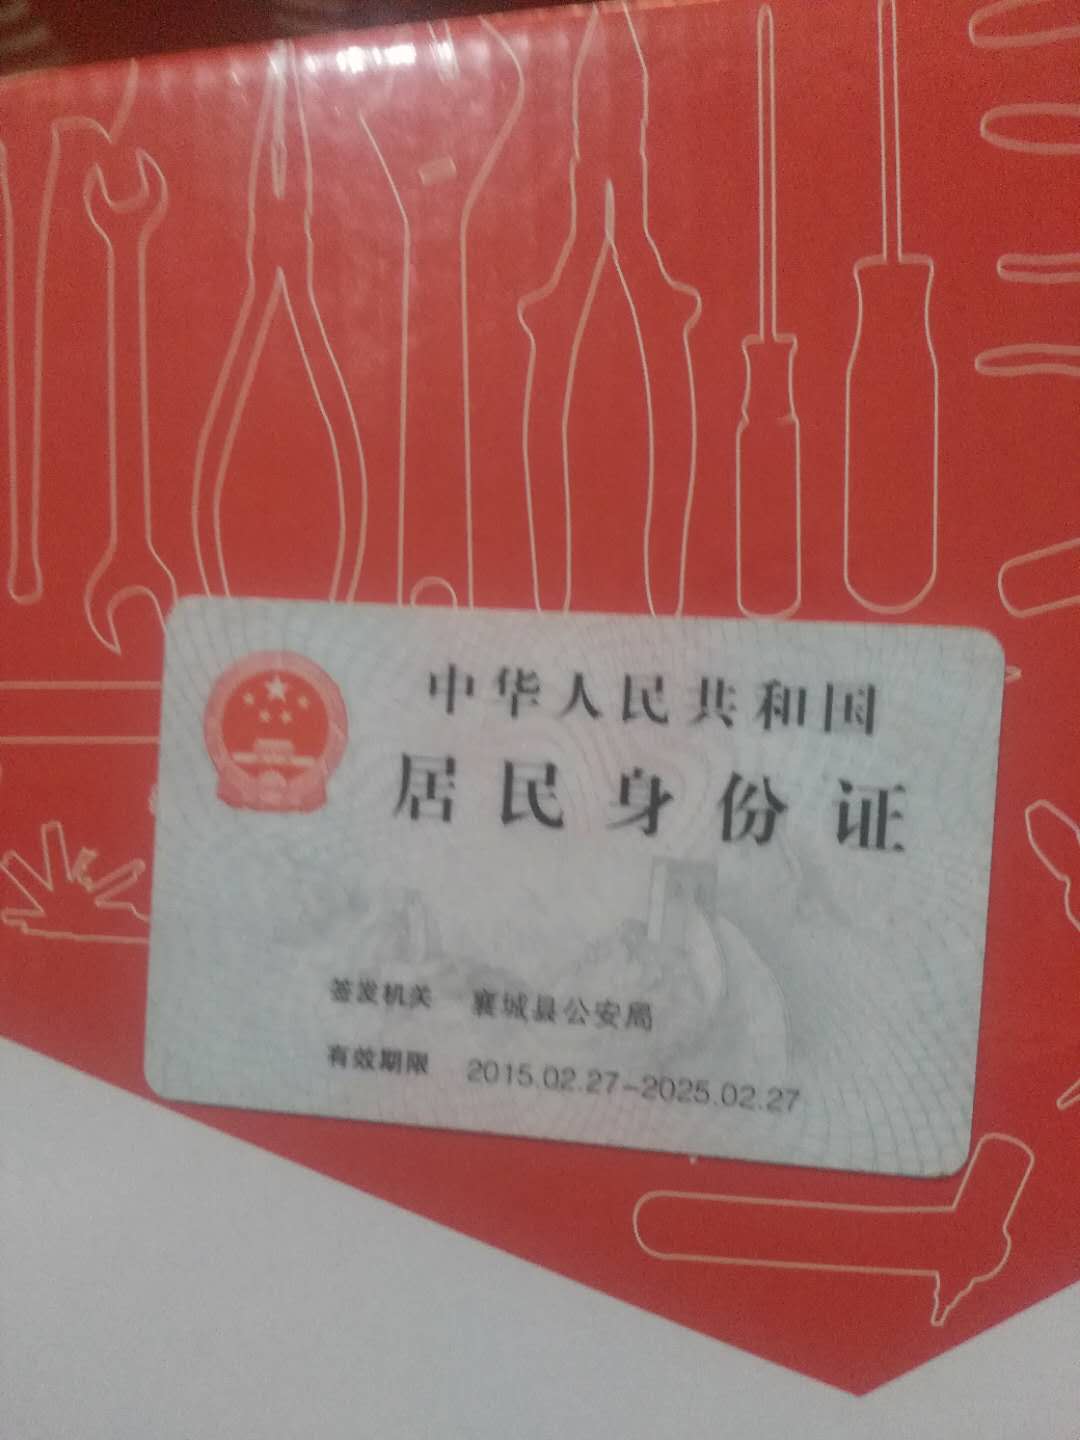 中华人民共和国
居民身份证
签发机关 襄城县公安局
有效期限 2015.02.27-2025.02.27